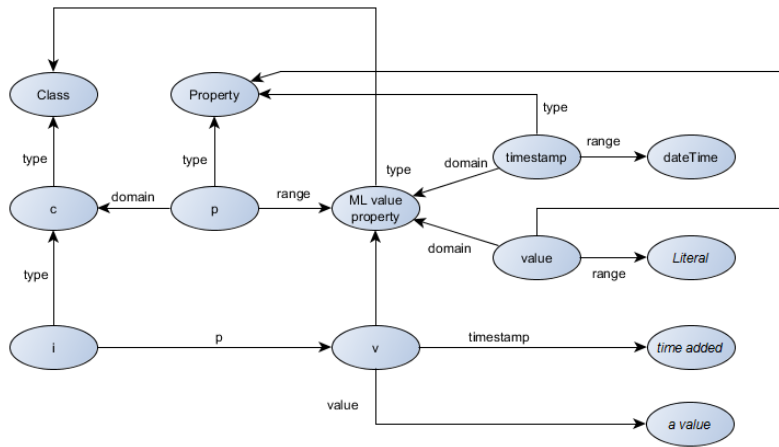 Class
Property
type
type
type
type
domain
timestamp
range
dateTime
c
domain
p
range
ML value
property
domain
value
range
Literal
type
i
p
v
timestamp
time added
value
a value